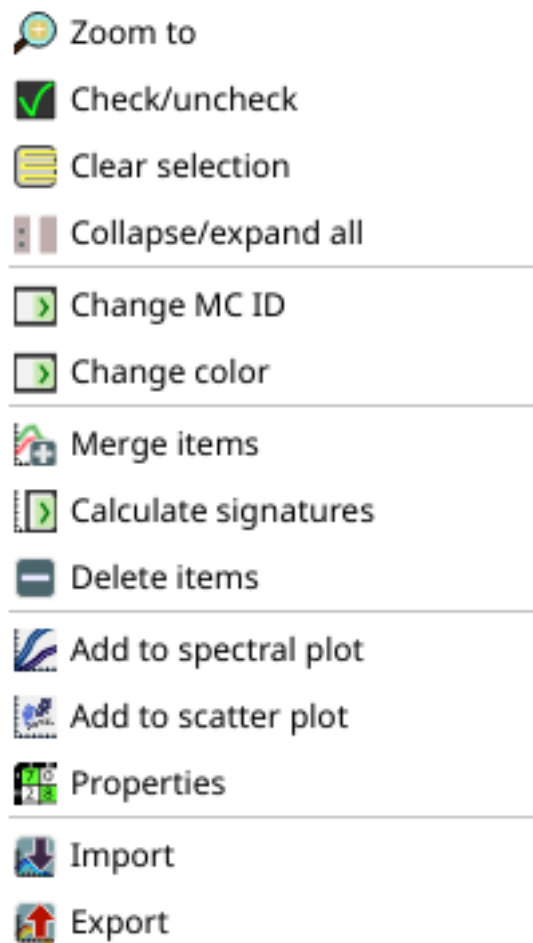 Zoom to
Check/uncheck
Clear selection
Collapse/expand all
Change MC ID
Change color
Merge items
Calculate signatures
Delete items
Add to spectral plot
Add to scatter plot
Properties
Import
Export